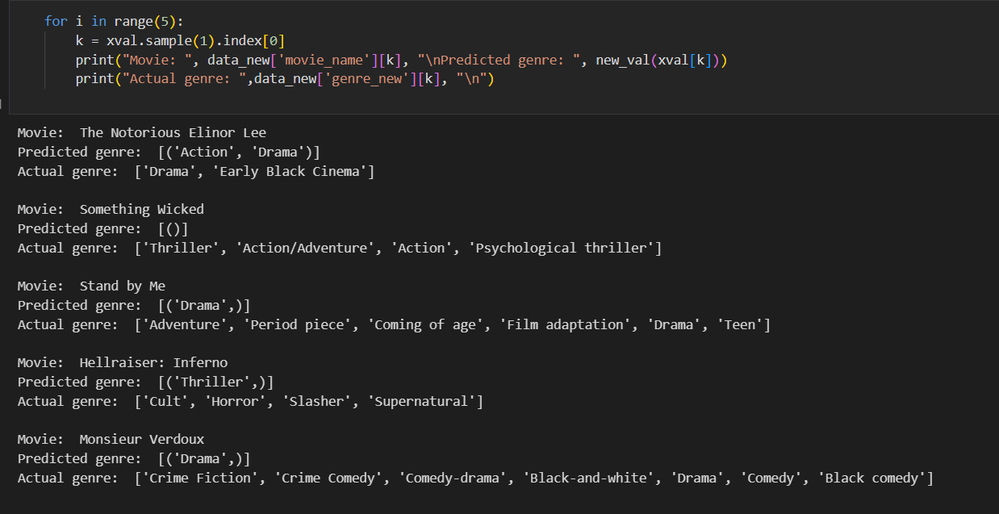 for i in range(5):
    k = xval.sample(1).index[0]
    print("Movie: ", data_new['movie_name'][k], "\nPredicted genre: ", new_val(xval[k]))
    print("Actual genre: ",data_new['genre_new'][k], "\n")
Movie:  The Notorious Elinor Lee
Predicted genre:  [('Action', 'Drama')]
Actual genre:  ['Drama', 'Early Black Cinema']
Movie:  Something Wicked
Predicted genre:  [()]
Actual genre:  ['Thriller', 'Action/Adventure', 'Action', 'Psychological thriller']
Movie:  Stand by Me
Predicted genre:  [('Drama',)]
Actual genre:  ['Adventure', 'Period piece', 'Coming of age', 'Film adaptation', 'Drama', 'Teen']
Movie:  Hellraiser: Inferno
Predicted genre:  [('Thriller',)]
Actual genre:  ['Cult', 'Horror', 'Slasher', 'Supernatural']
Movie:  Monsieur Verdoux
Predicted genre:  [('Drama',)]
Actual genre:  ['Crime Fiction', 'Crime Comedy', 'Comedy-drama', 'Black-and-white', 'Drama', 'Comedy', 'Black comedy']